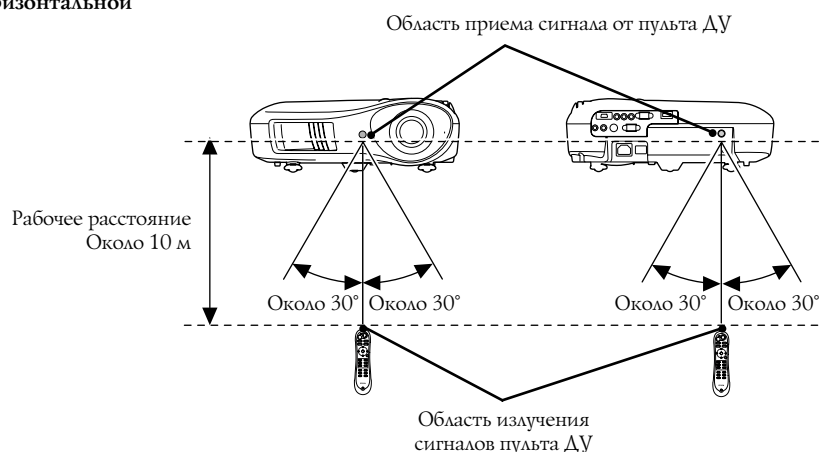 ризонтальной
Область приема сигнала от пульта ДУ
Рабочее расстояние
Около 10 м
Около 30° Около 30°
Около 30° Около 30°
Область излучения
сигналов пульта ДУ